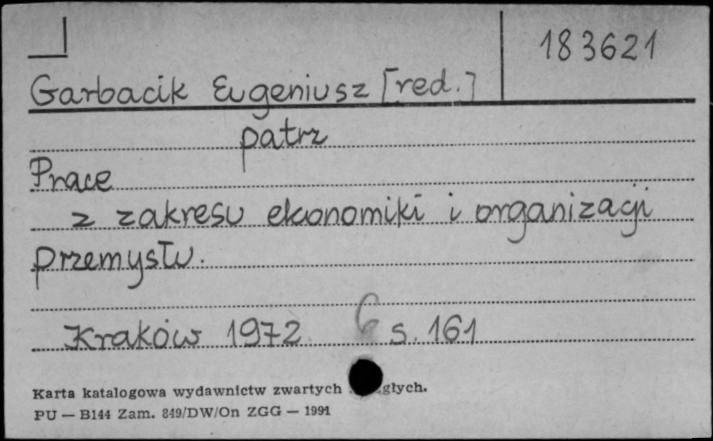 183621
Garbacik Eugeniusz [red.]
patrz
Prace
z zakresu ekonomiki i organizacji
przemysłu.
Kraków 1972 s. 161
Karta katalogowa wydawnictw zwartych
PU — B144 Zam. 849/DW/On ZGG — 1991